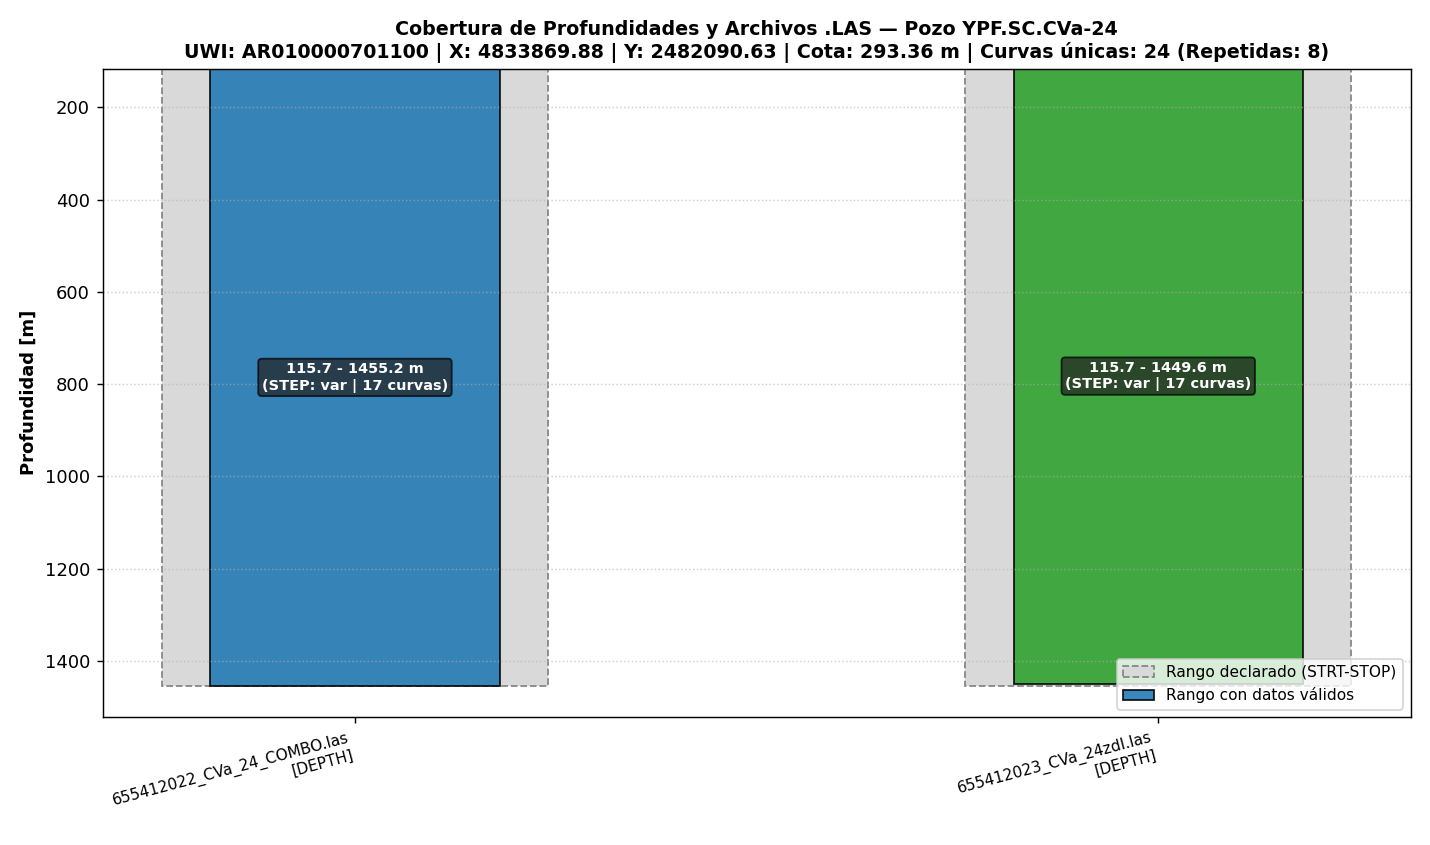 Cobertura de Profundidades y Archivos .LAS — Pozo YPF.SC.CVa-24
UWI: AR010000701100 | X: 4833869.88 | Y: 2482090.63 | Cota: 293.36 m | Curvas únicas: 24 (Repetidas: 8)
Profundidad [m]
200
400
600
800
1000
1200
1400
115.7 - 1455.2 m
(STEP: var | 17 curvas)
115.7 - 1449.6 m
(STEP: var | 17 curvas)
Rango declarado (STRT-STOP)
Rango con datos válidos
655412022_CVa_24_COMBO.las
[DEPTH]
655412023_CVa_24zdl.las
[DEPTH]